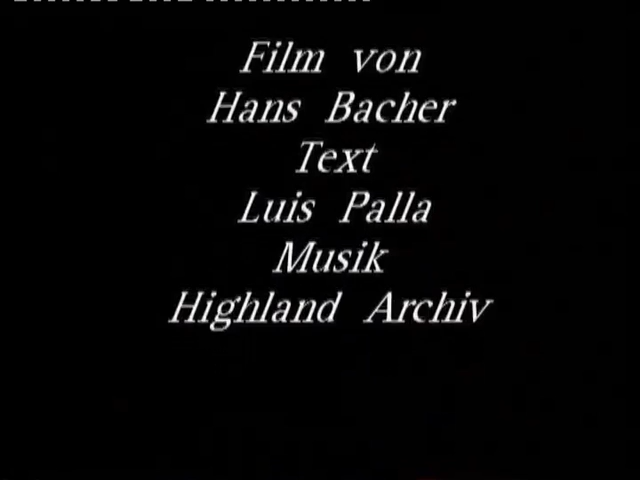 Film von
Hans Bacher
Text
Luis Palla
Musik
Highland Archiv